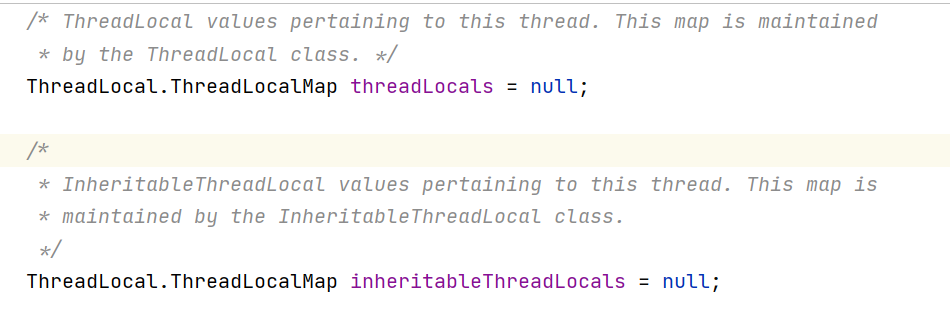 /* ThreadLocal values pertaining to this thread. This map is maintained
 * by the ThreadLocal class. */
ThreadLocal.ThreadLocalMap threadLocals = null;
/*
 * InheritableThreadLocal values pertaining to this thread. This map is
 * maintained by the InheritableThreadLocal class.
 */
ThreadLocal.ThreadLocalMap inheritableThreadLocals = null;